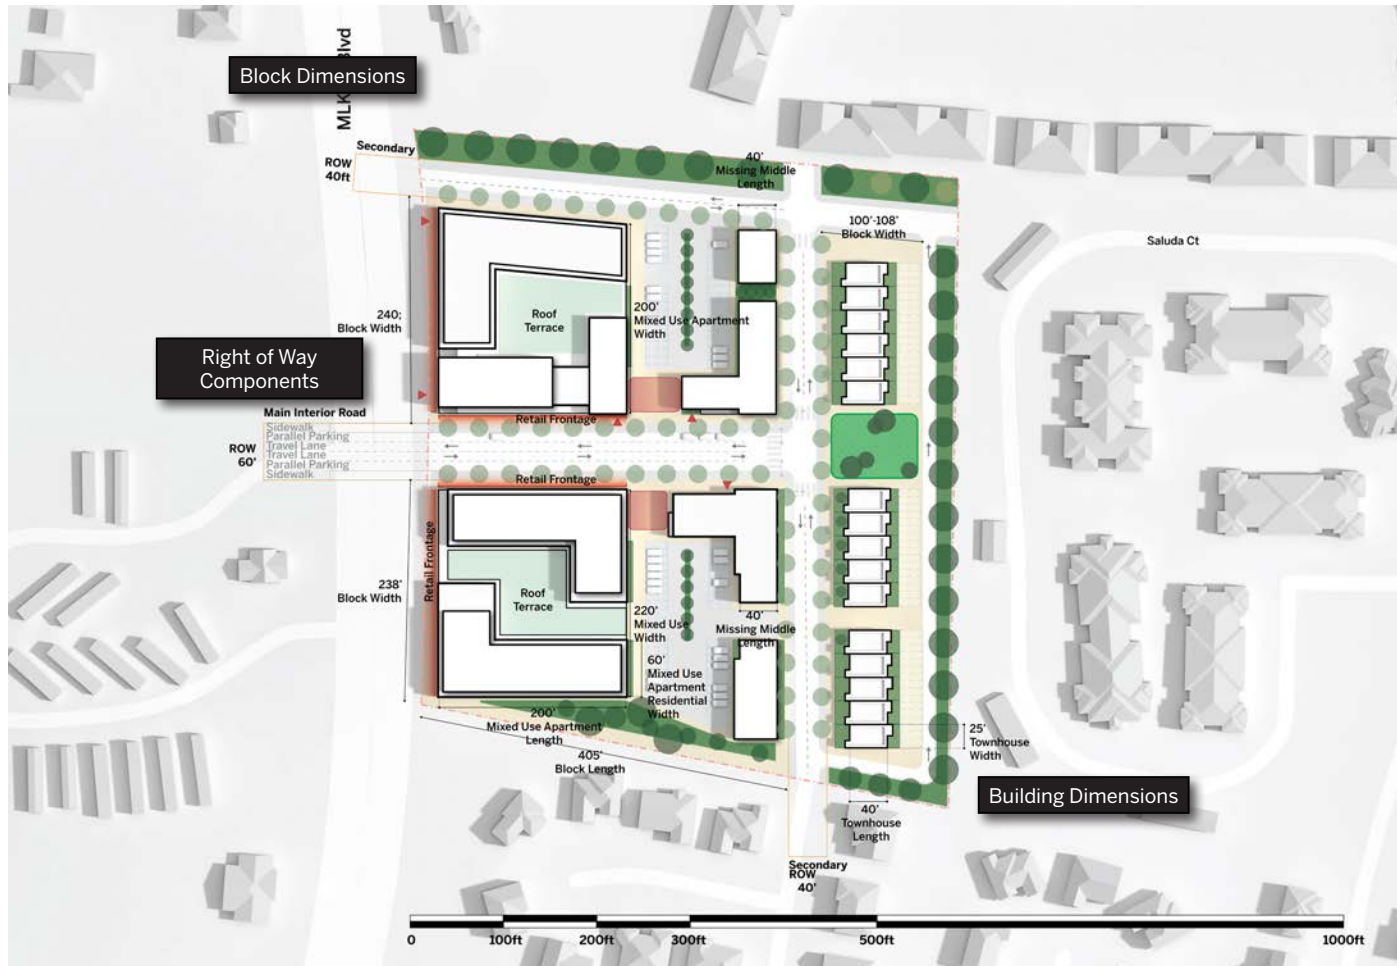 MLK
Blvd
Block Dimensions
Secondary
ROW
40ft
40'
Missing Middle
Length
100'-108'
Block Width
Saluda Ct
240;
Block Width
Roof
Terrace
200'
Mixed Use Apartment
Width
Right of Way
Components
Main Interior Road
Sidewalk
Parallel Parking
Travel Lane
Travel Lane
Parallel Parking
Sidewalk
ROW
60'
Retail Frontage
Retail Frontage
Retail Frontage
238'
Block Width
Roof
Terrace
220'
Mixed Use
Width
40'
Missing Middle
Length
60'
Mixed Use
Apartment
Residential
Width
200'
Mixed Use Apartment
Length
405'
Block Length
25'
Townhouse
Width
Building Dimensions
40'
Townhouse
Length
Secondary
ROW
40'
0
100ft
200ft
300ft
500ft
1000ft